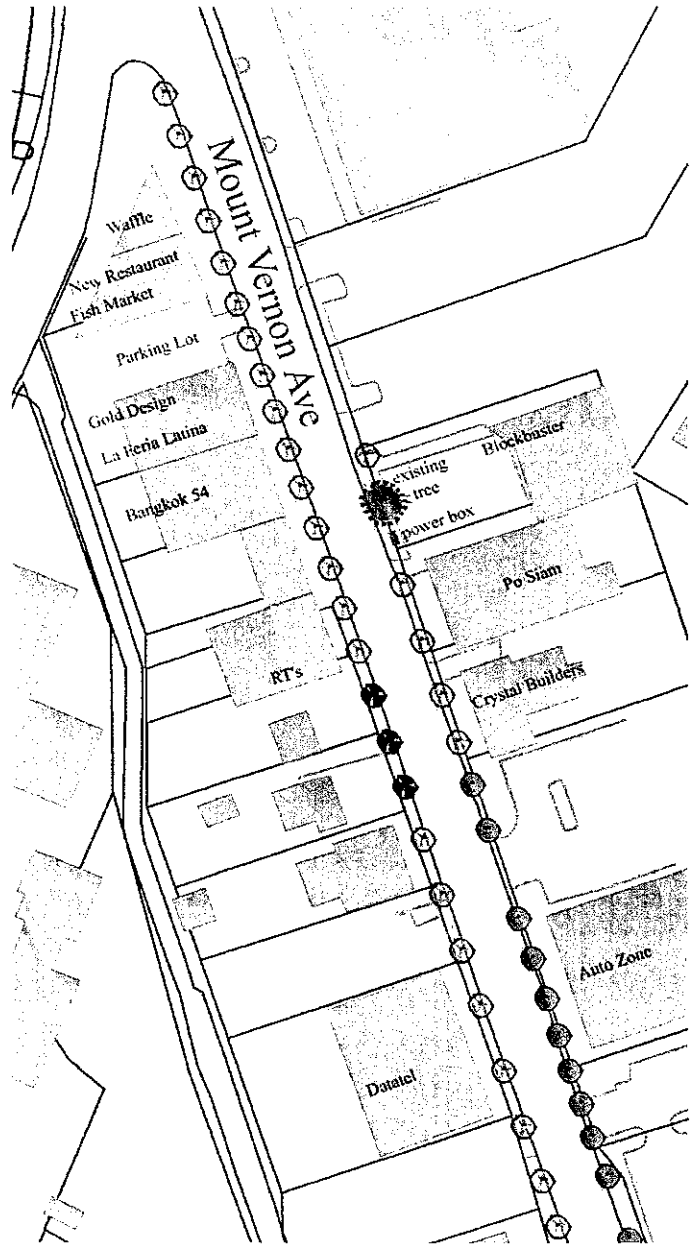 Mount Vernon Ave
Waffle
New Restaurant
Fish Market
Parking Lot
Gold Design
La Feria Latina
Bangkok 54
RT's
Datatel
Blockbuster
existing
tree
power box
Po Siam
Crystal Builders
Auto Zone